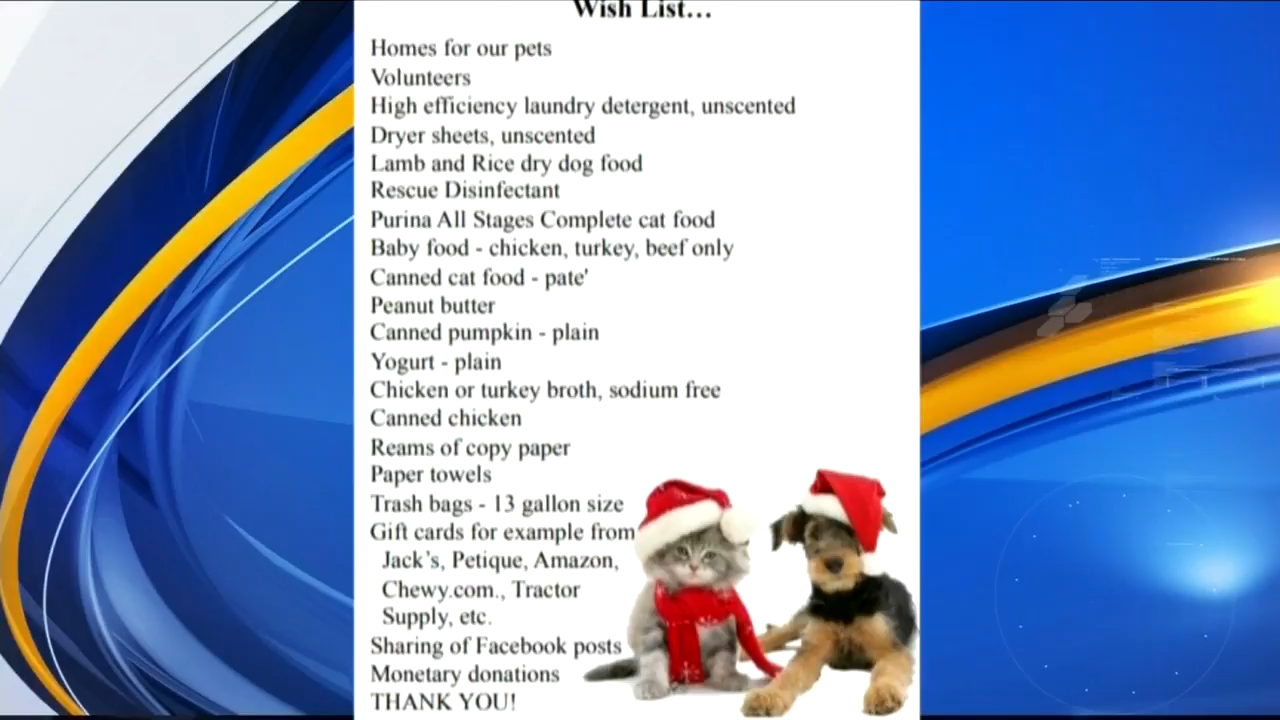 Wish List...
Homes for our pets
Volunteers
High efficiency laundry detergent, unscented
Dryer sheets, unscented
Lamb and Rice dry dog food
Rescue Disinfectant
Purina All Stages Complete cat food
Baby food - chicken, turkey, beef only
Canned cat food - pate'
Peanut butter
Canned pumpkin - plain
Yogurt - plain
Chicken or turkey broth, sodium free
Canned chicken
Reams of copy paper
Paper towels
Trash bags - 13 gallon size
Gift cards for example from
Jack's, Petique, Amazon,
Chewy.com., Tractor
Supply, etc.
Sharing of Facebook posts
Monetary donations
THANK YOU!